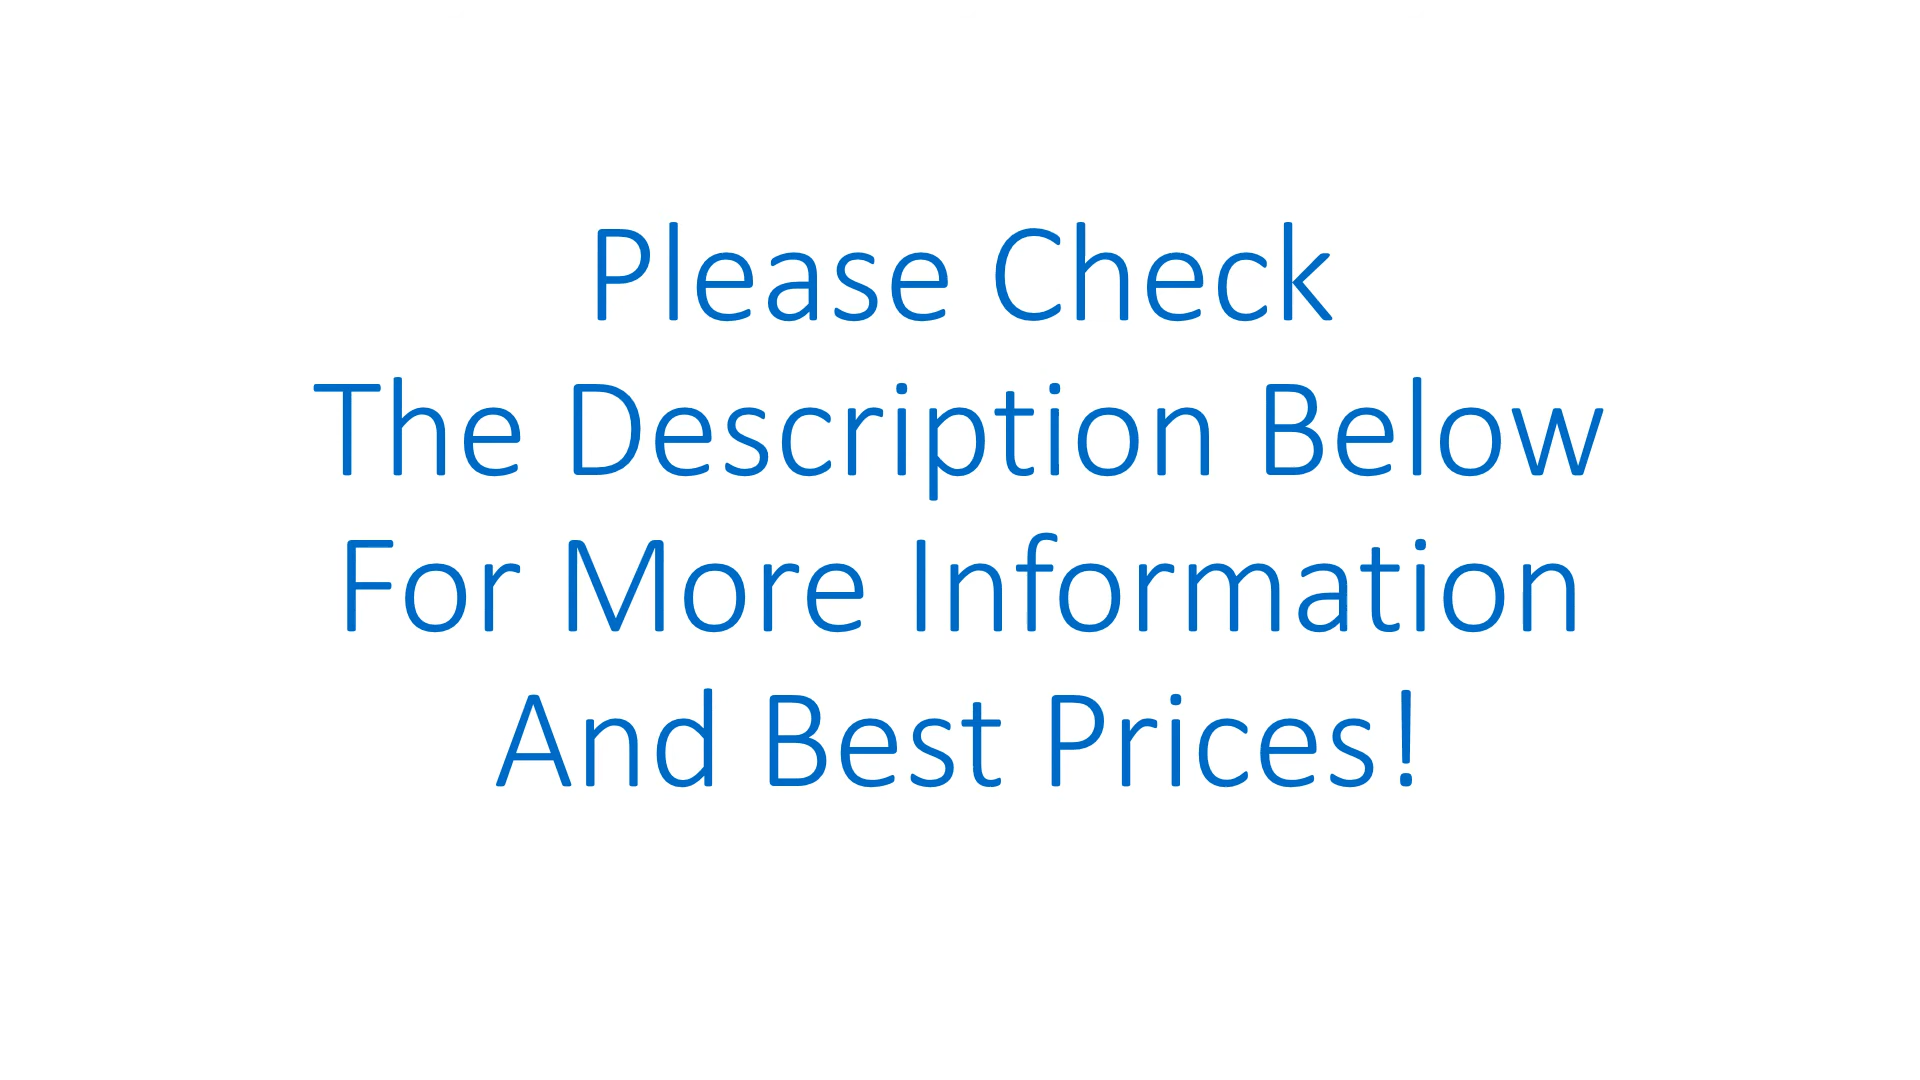 Please Check
The Description Below
For More Information
And Best Prices!